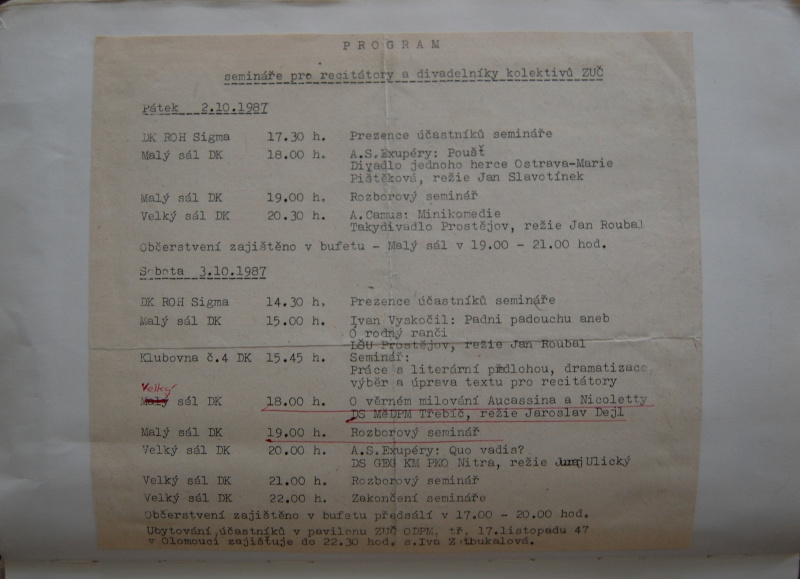 PROGRAM
semináře pro recitátory a divadelníky kolektivů ZUČ
Pátek 2.10.1987
DK ROH Sigma 17.30 h. Prezence účastníků semináře
Malý sál DK 18.00 h. A.S.Exupéry: Poušť
Divadlo jednoho herce Ostrava-Marie
Pištěková, režie Jan Slavotínek
Malý sál DK 19.00 h. Rozborový seminář
Velký sál DK 20.30 h. A.Camus: Minikomedie
Takydivadlo Prostějov, režie Jan Roubal
Občerstvení zajištěno v bufetu - Malý sál v 19.00 - 21.00 hod.
Sobota 3.10.1987
DK ROH Sigma 14.30 h. Prezence účastníků semináře
Malý sál DK 15.00 h. Ivan Vyskočil: Padni padouchu aneb
O rodný ranči
LŠU Prostějov, režie Jan Roubal
Klubovna č.4 DK 15.45 h. Seminář:
Práce s literární předlohou, dramatizace
výběr a úprava textu pro recitátory
Velký
Malý sál DK 18.00 h. O věrném milování Aucassina a Nicoletty
DS MěDPM Třebíč, režie Jaroslav Dejl
Malý sál DK 19.00 h. Rozborový seminář
Velký sál DK 20.00 h. A.S.Exupéry: Quo vadis?
DS GEG KM PKO Nitra, režie Juraj Ulický
Velký sál DK 21.00 h. Rozborový seminář
Velký sál DK 22.00 h. Zakončení semináře
Občerstvení zajištěno v bufetu předsálí v 17.00 - 20.00 hod.
Ubytování účastníků v pavilonu ZUČ ODPM, tř. 17.listopadu 47
v Olomouci zajištuje do 22.30 hod. s.Iva